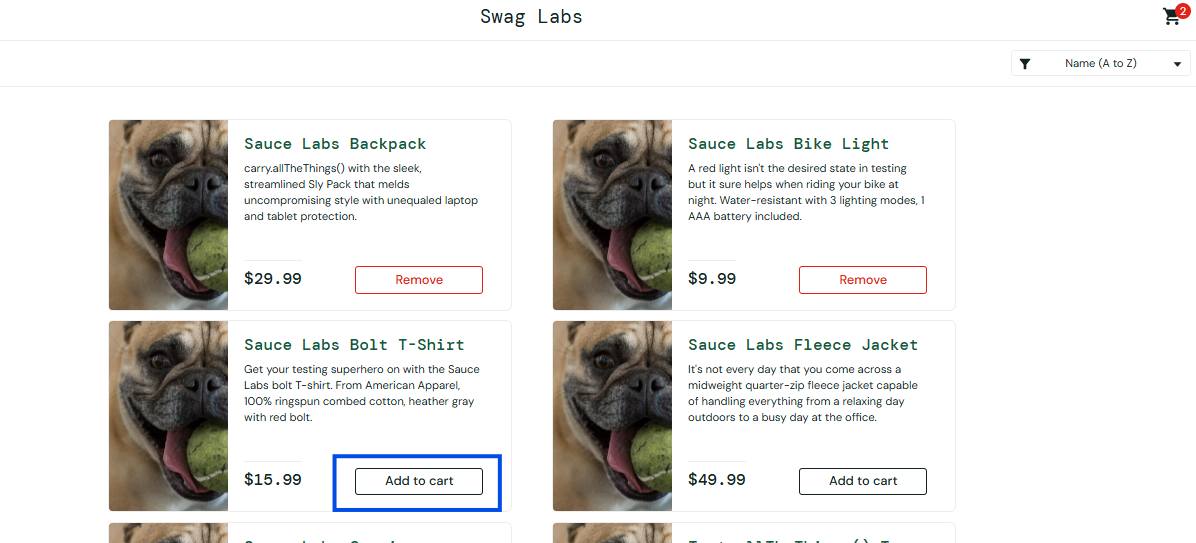 Swag Labs
2
Name (A to Z)
Sauce Labs Backpack
carry.allTheThings() with the sleek,
streamlined Sly Pack that melds
uncompromising style with unequaled laptop
and tablet protection.
$29.99
Remove
Sauce Labs Bike Light
A red light isn't the desired state in testing
but it sure helps when riding your bike at
night. Water-resistant with 3 lighting modes, 1
AAA battery included.
$9.99
Remove
Sauce Labs Bolt T-Shirt
Get your testing superhero on with the Sauce
Labs bolt T-shirt. From American Apparel,
100% ringspun combed cotton, heather gray
with red bolt.
$15.99
Add to cart
Sauce Labs Fleece Jacket
It's not every day that you come across a
midweight quarter-zip fleece jacket capable
of handling everything from a relaxing day
outdoors to a busy day at the office.
$49.99
Add to cart